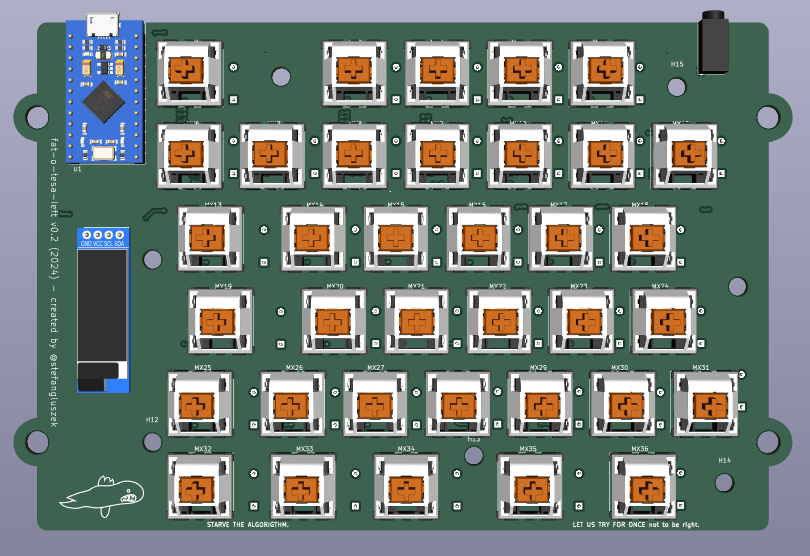 H15
U1
fat-o-tesa-left v0.2 (2024) - created by @stefangluszek
GND VCC SCL SDA
MX13
MX14
MX15
MX16
MX17
MX18
MX19
MX20
MX21
MX22
MX23
MX24
MX25
MX26
MX27
MX29
MX30
MX31
H12
H13
H14
MX32
MX33
MX34
MX35
MX36
STARVE THE ALGORIGTHM.
LET US TRY FOR ONCE not to be right.